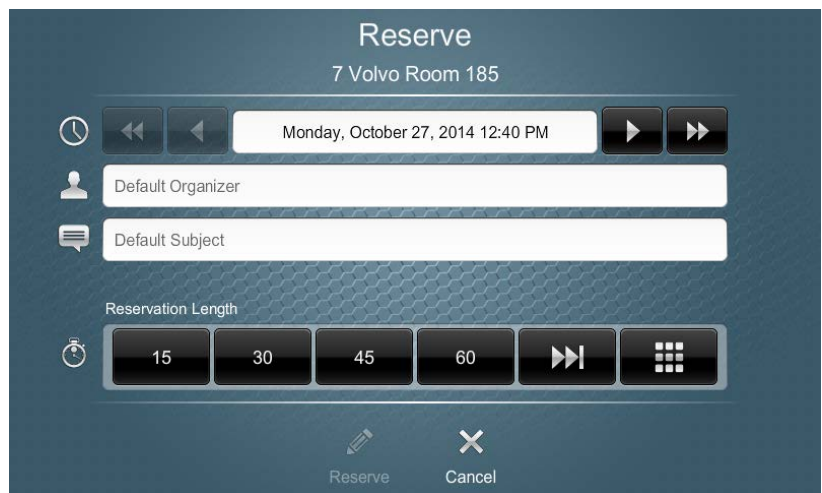 Reserve
7 Volvo Room 185
Monday, October 27, 2014 12:40 PM
Default Organizer
Default Subject
Reservation Length
15 30 45 60
Reserve Cancel